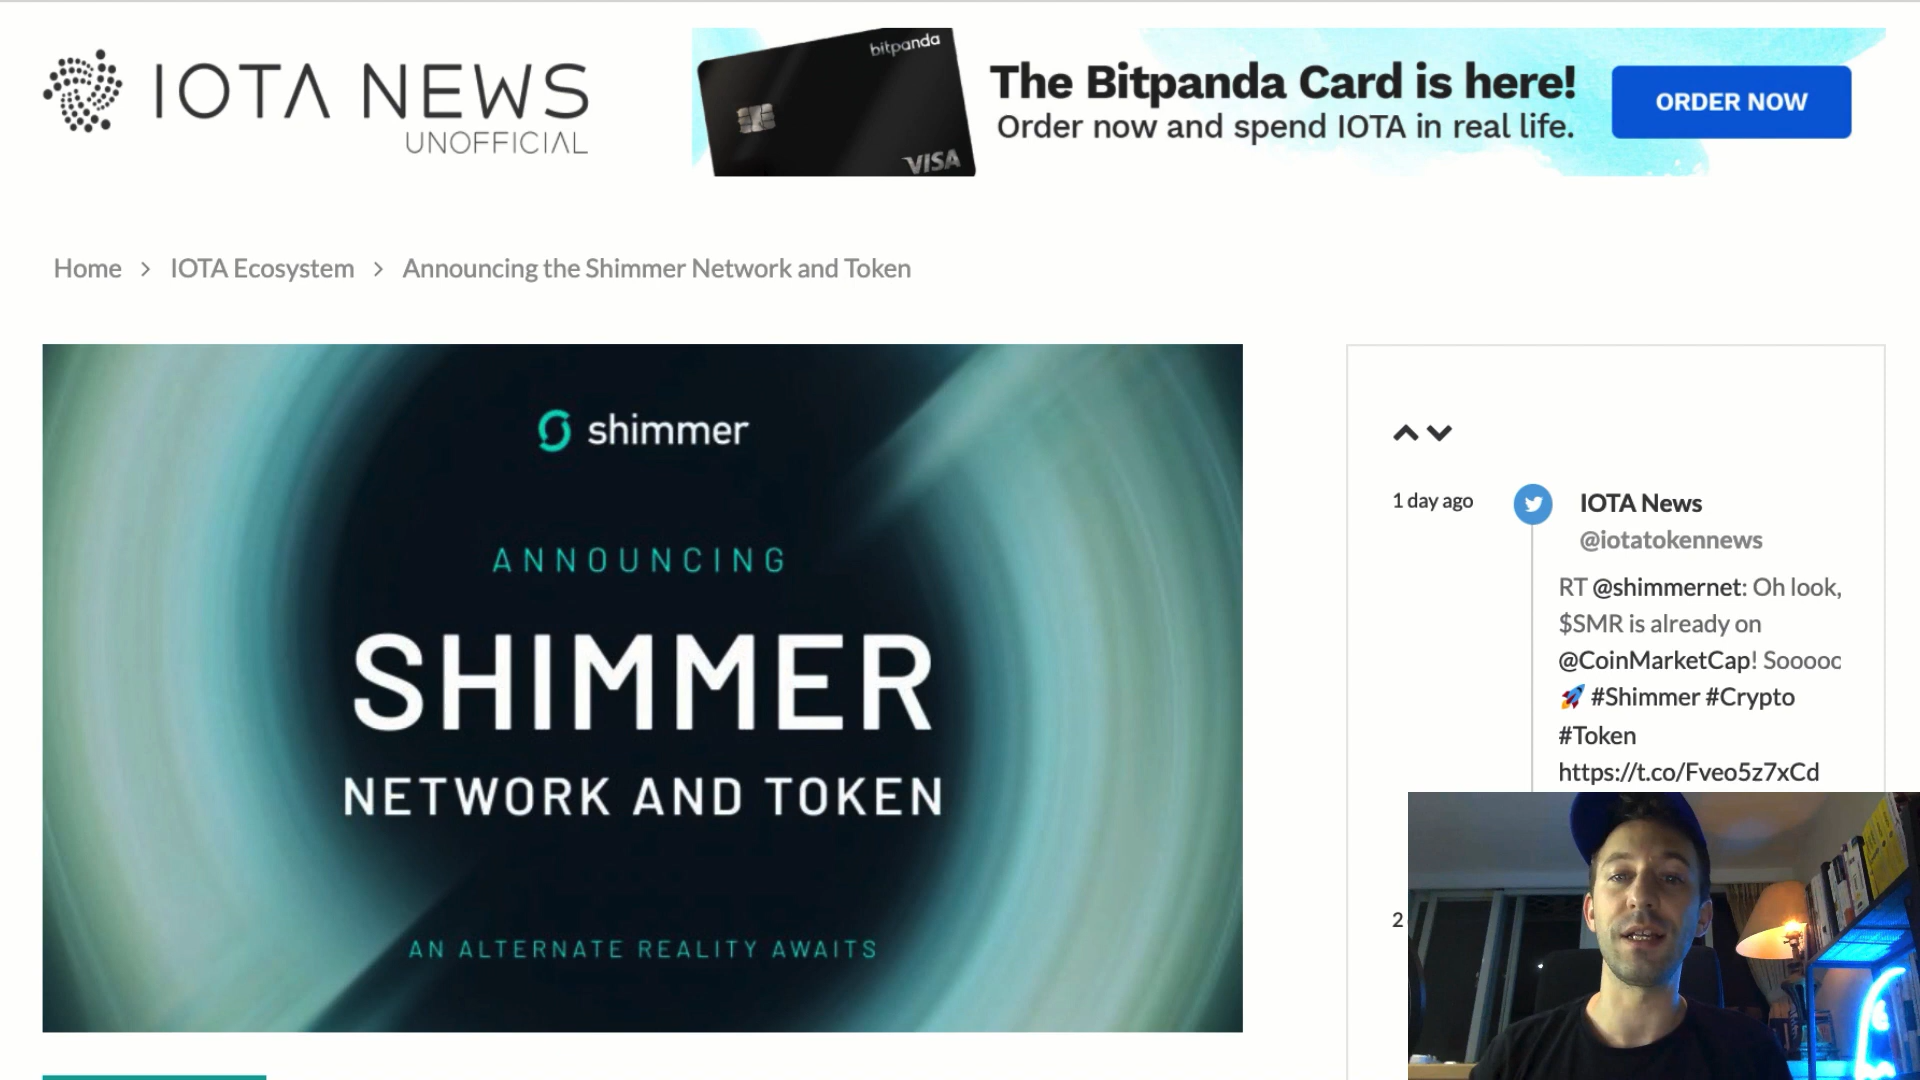 IOTA NEWS
UNOFFICIAL
bitpanda
VISA
The Bitpanda Card is here!
Order now and spend IOTA in real life.
ORDER NOW
Home > IOTA Ecosystem > Announcing the Shimmer Network and Token
shimmer
ANNOUNCING
SHIMMER
NETWORK AND TOKEN
AN ALTERNATE REALITY AWAITS
1 day ago
IOTA News
@iotatokennews
RT @shimmernet: Oh look,
$SMR is already on
@CoinMarketCap! Sooooc
🚀 #Shimmer #Crypto
#Token
https://t.co/Fveo5z7xCd
2